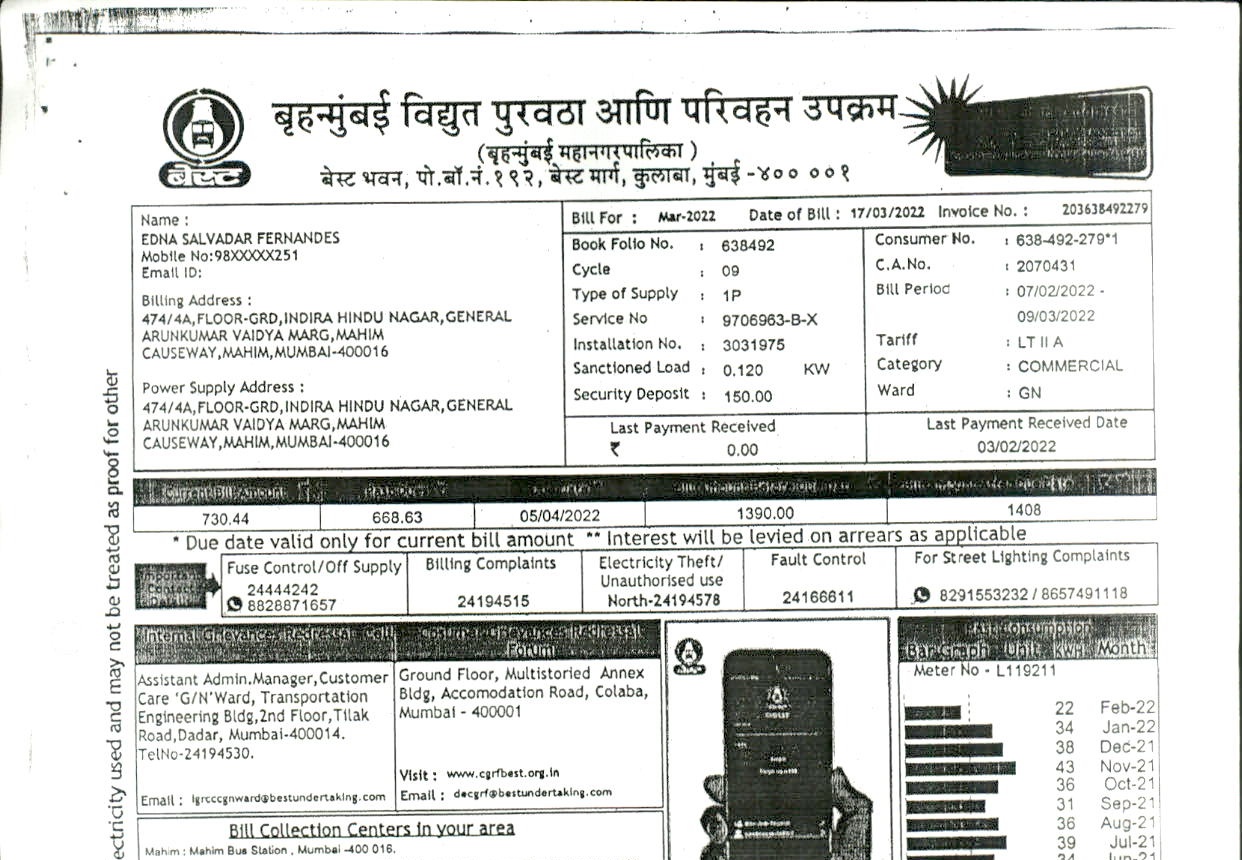 बृहन्मुंबई विद्युत पुरवठा आणि परिवहन उपक्रम
(बृहन्मुंबई महानगरपालिका )
बेस्ट भवन, पो.बॉ.नं.१९२, बेस्ट मार्ग, कुलाबा, मुंबई -४०० ००१
बेस्ट
Name :
EDNA SALVADAR FERNANDES
Mobile No:98XXXXX251
Email ID:
Billing Address :
474/4A,FLOOR-GRD,INDIRA HINDU NAGAR,GENERAL
ARUNKUMAR VAIDYA MARG,MAHIM
CAUSEWAY,MAHIM,MUMBAI-400016
Power Supply Address :
474/4A,FLOOR-GRD,INDIRA HINDU NAGAR,GENERAL
ARUNKUMAR VAIDYA MARG,MAHIM
CAUSEWAY,MAHIM,MUMBAI-400016
Bill For : Mar-2022 Date of Bill : 17/03/2022 Invoice No. : 203638492279
Book Folio No. : 638492
Cycle : 09
Type of Supply : 1P
Service No : 9706963-B-X
Installation No. : 3031975
Sanctioned Load : 0.120 KW
Security Deposit : 150.00
Consumer No. : 638-492-279*1
C.A.No. : 2070431
Bill Period : 07/02/2022 -
09/03/2022
Tariff : LT II A
Category : COMMERCIAL
Ward : GN
Last Payment Received
₹ 0.00
Last Payment Received Date
03/02/2022
Current Bill Amount
730.44 668.63 05/04/2022 1390.00 1408
* Due date valid only for current bill amount ** Interest will be levied on arrears as applicable
Important
Contact
Details
Fuse Control/Off Supply
24444242
8828871657
Billing Complaints
24194515
Electricity Theft/
Unauthorised use
North-24194578
Fault Control
24166611
For Street Lighting Complaints
8291553232 / 8657491118
Internal Grievances Redressal Cell
Assistant Admin.Manager,Customer
Care 'G/N'Ward, Transportation
Engineering Bldg,2nd Floor,Tilak
Road,Dadar, Mumbai-400014.
TelNo-24194530.
Email : igrcccgnward@bestundertaking.com
Cosumer Grievances Redressal
Forum
Ground Floor, Multistoried Annex
Bldg, Accomodation Road, Colaba,
Mumbai - 400001
Visit : www.cgrfbest.org.in
Email : decgrf@bestundertaking.com
Bill Collection Centers in your area
Mahim : Mahim Bus Station , Mumbai -400 016.
Consumption
Bar Graph Unit KWH Month
Meter No - L119211
22 Feb-22
34 Jan-22
38 Dec-21
43 Nov-21
36 Oct-21
31 Sep-21
36 Aug-21
39 Jul-21
34 Jun-21
ectricity used and may not be treated as proof for other